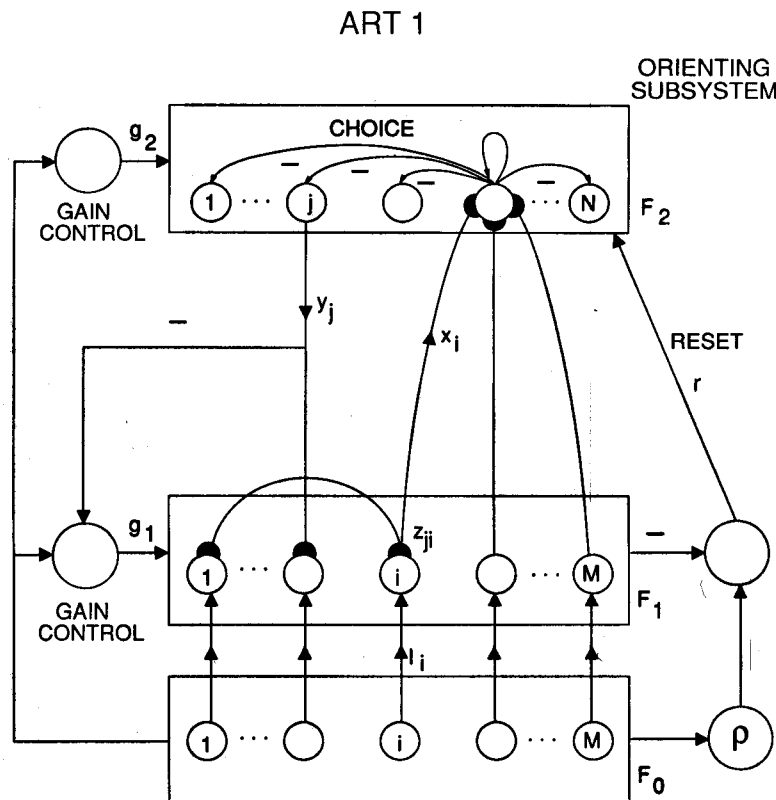 ART 1
ORIENTING
SUBSYSTEM
g2
CHOICE
− − − −
1 ··· j ··· N
GAIN
CONTROL
F2
yj
−
xi
RESET
r
g1
zji
−
1 ··· i ··· M
GAIN
CONTROL
F1
Ii
1 ··· i ··· M
ρ
F0